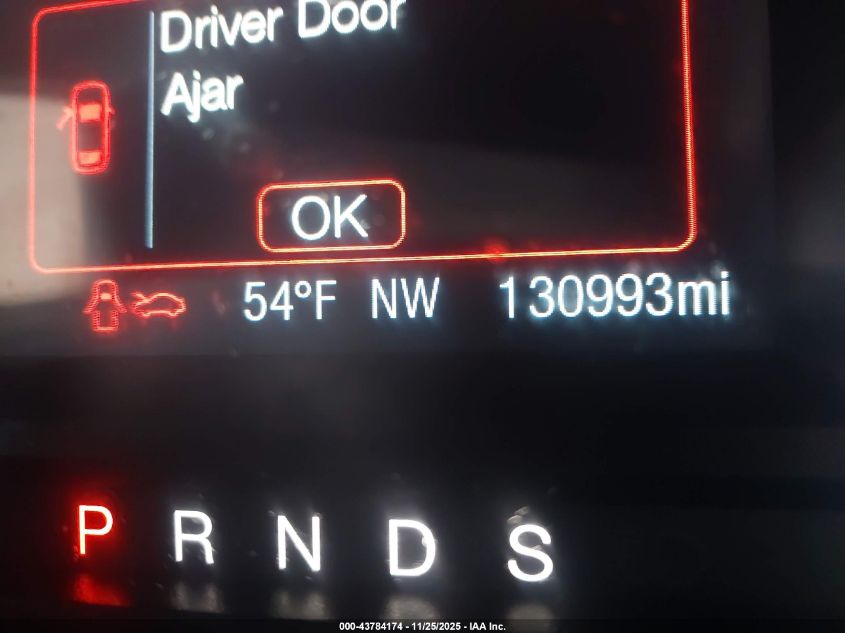 Driver Door
Ajar
OK
54°F NW 130993mi
P R N D S
000-43784174 - 11/25/2025 - IAA Inc.